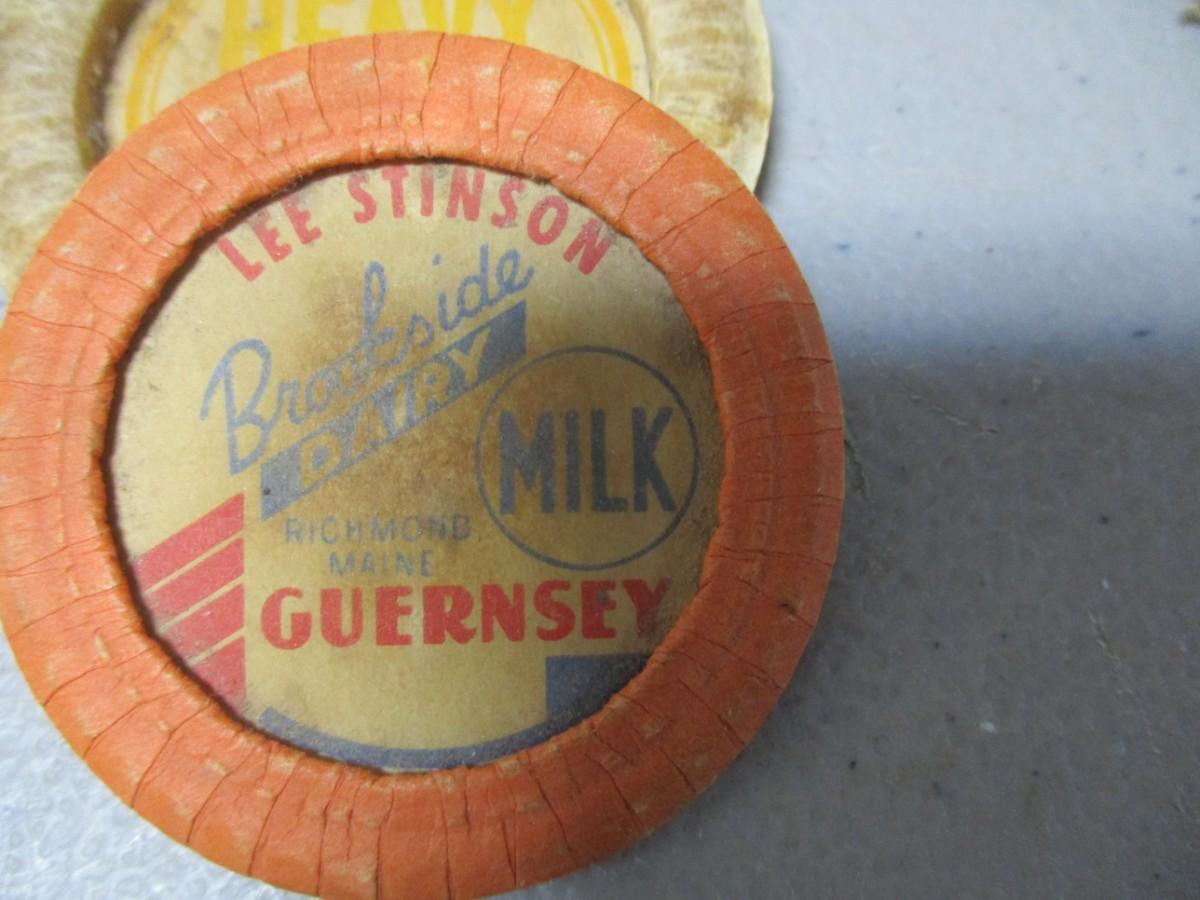 HEAVY
LEE STINSON
Brookside
DAIRY
MILK
RICHMOND
MAINE
GUERNSEY